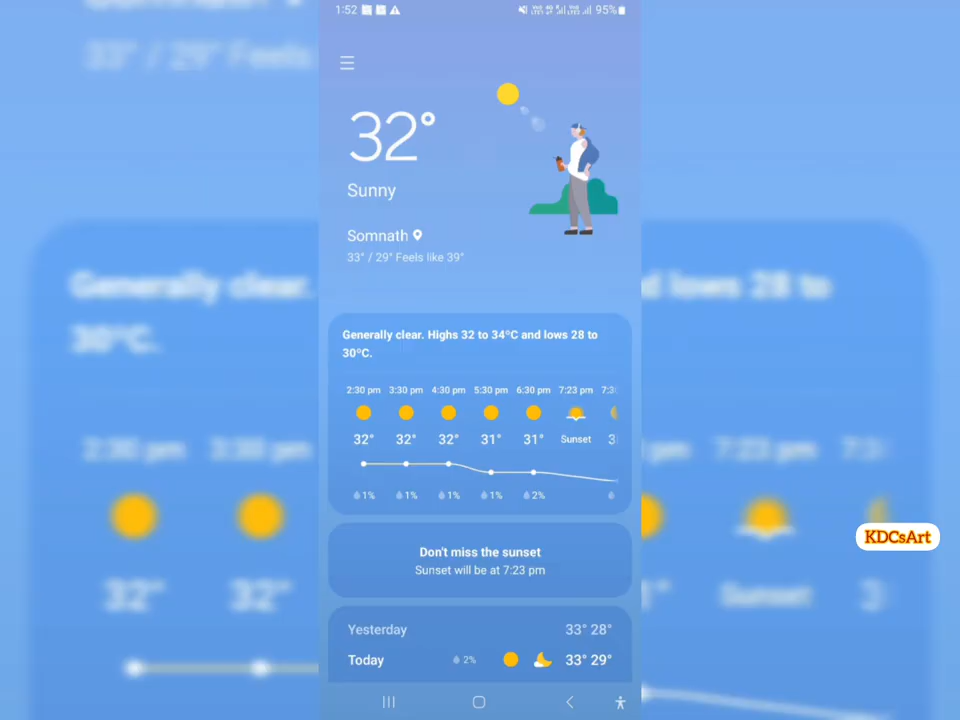 1:52
95%
32°
Sunny
Somnath
33° / 29° Feels like 39°
Generally clear. Highs 32 to 34°C and lows 28 to
30°C.
2:30 pm 3:30 pm 4:30 pm 5:30 pm 6:30 pm 7:23 pm 7:3
32° 32° 32° 31° 31° Sunset 3
1% 1% 1% 1% 2%
Don't miss the sunset
Sunset will be at 7:23 pm
Yesterday 33° 28°
Today 2% 33° 29°
KDCsArt